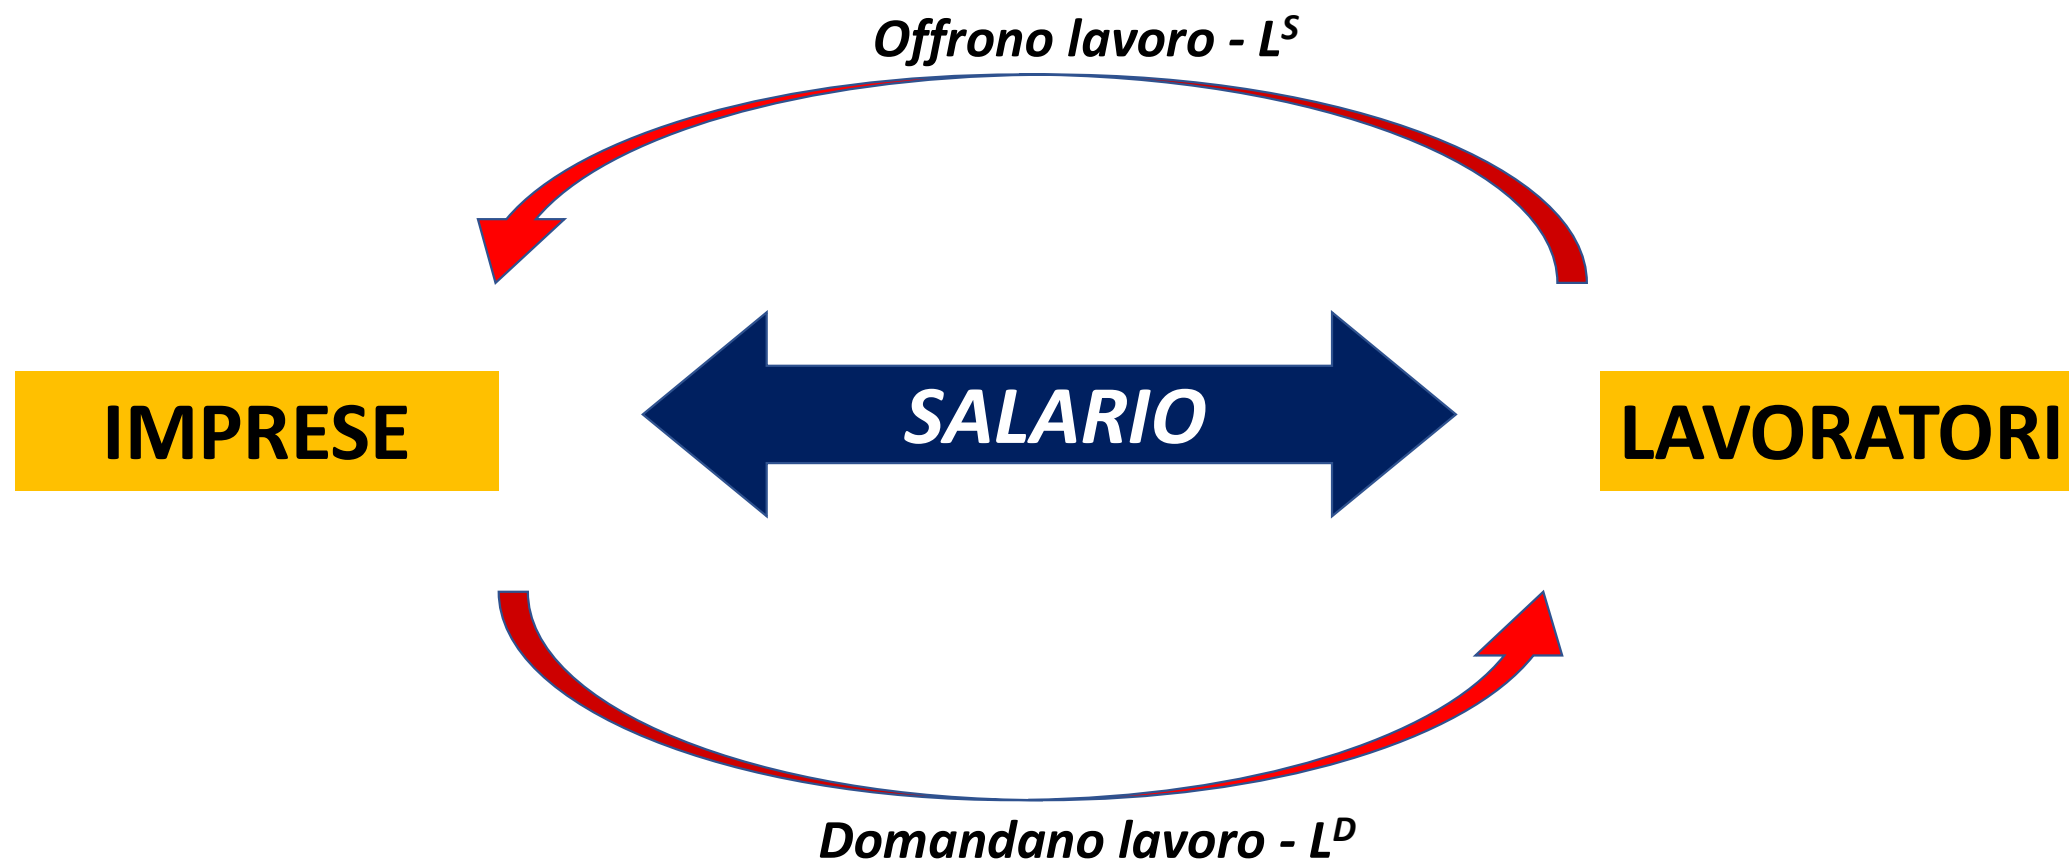 Offrono lavoro - L^S
SALARIO
IMPRESE
LAVORATORI
Domandano lavoro - L^D